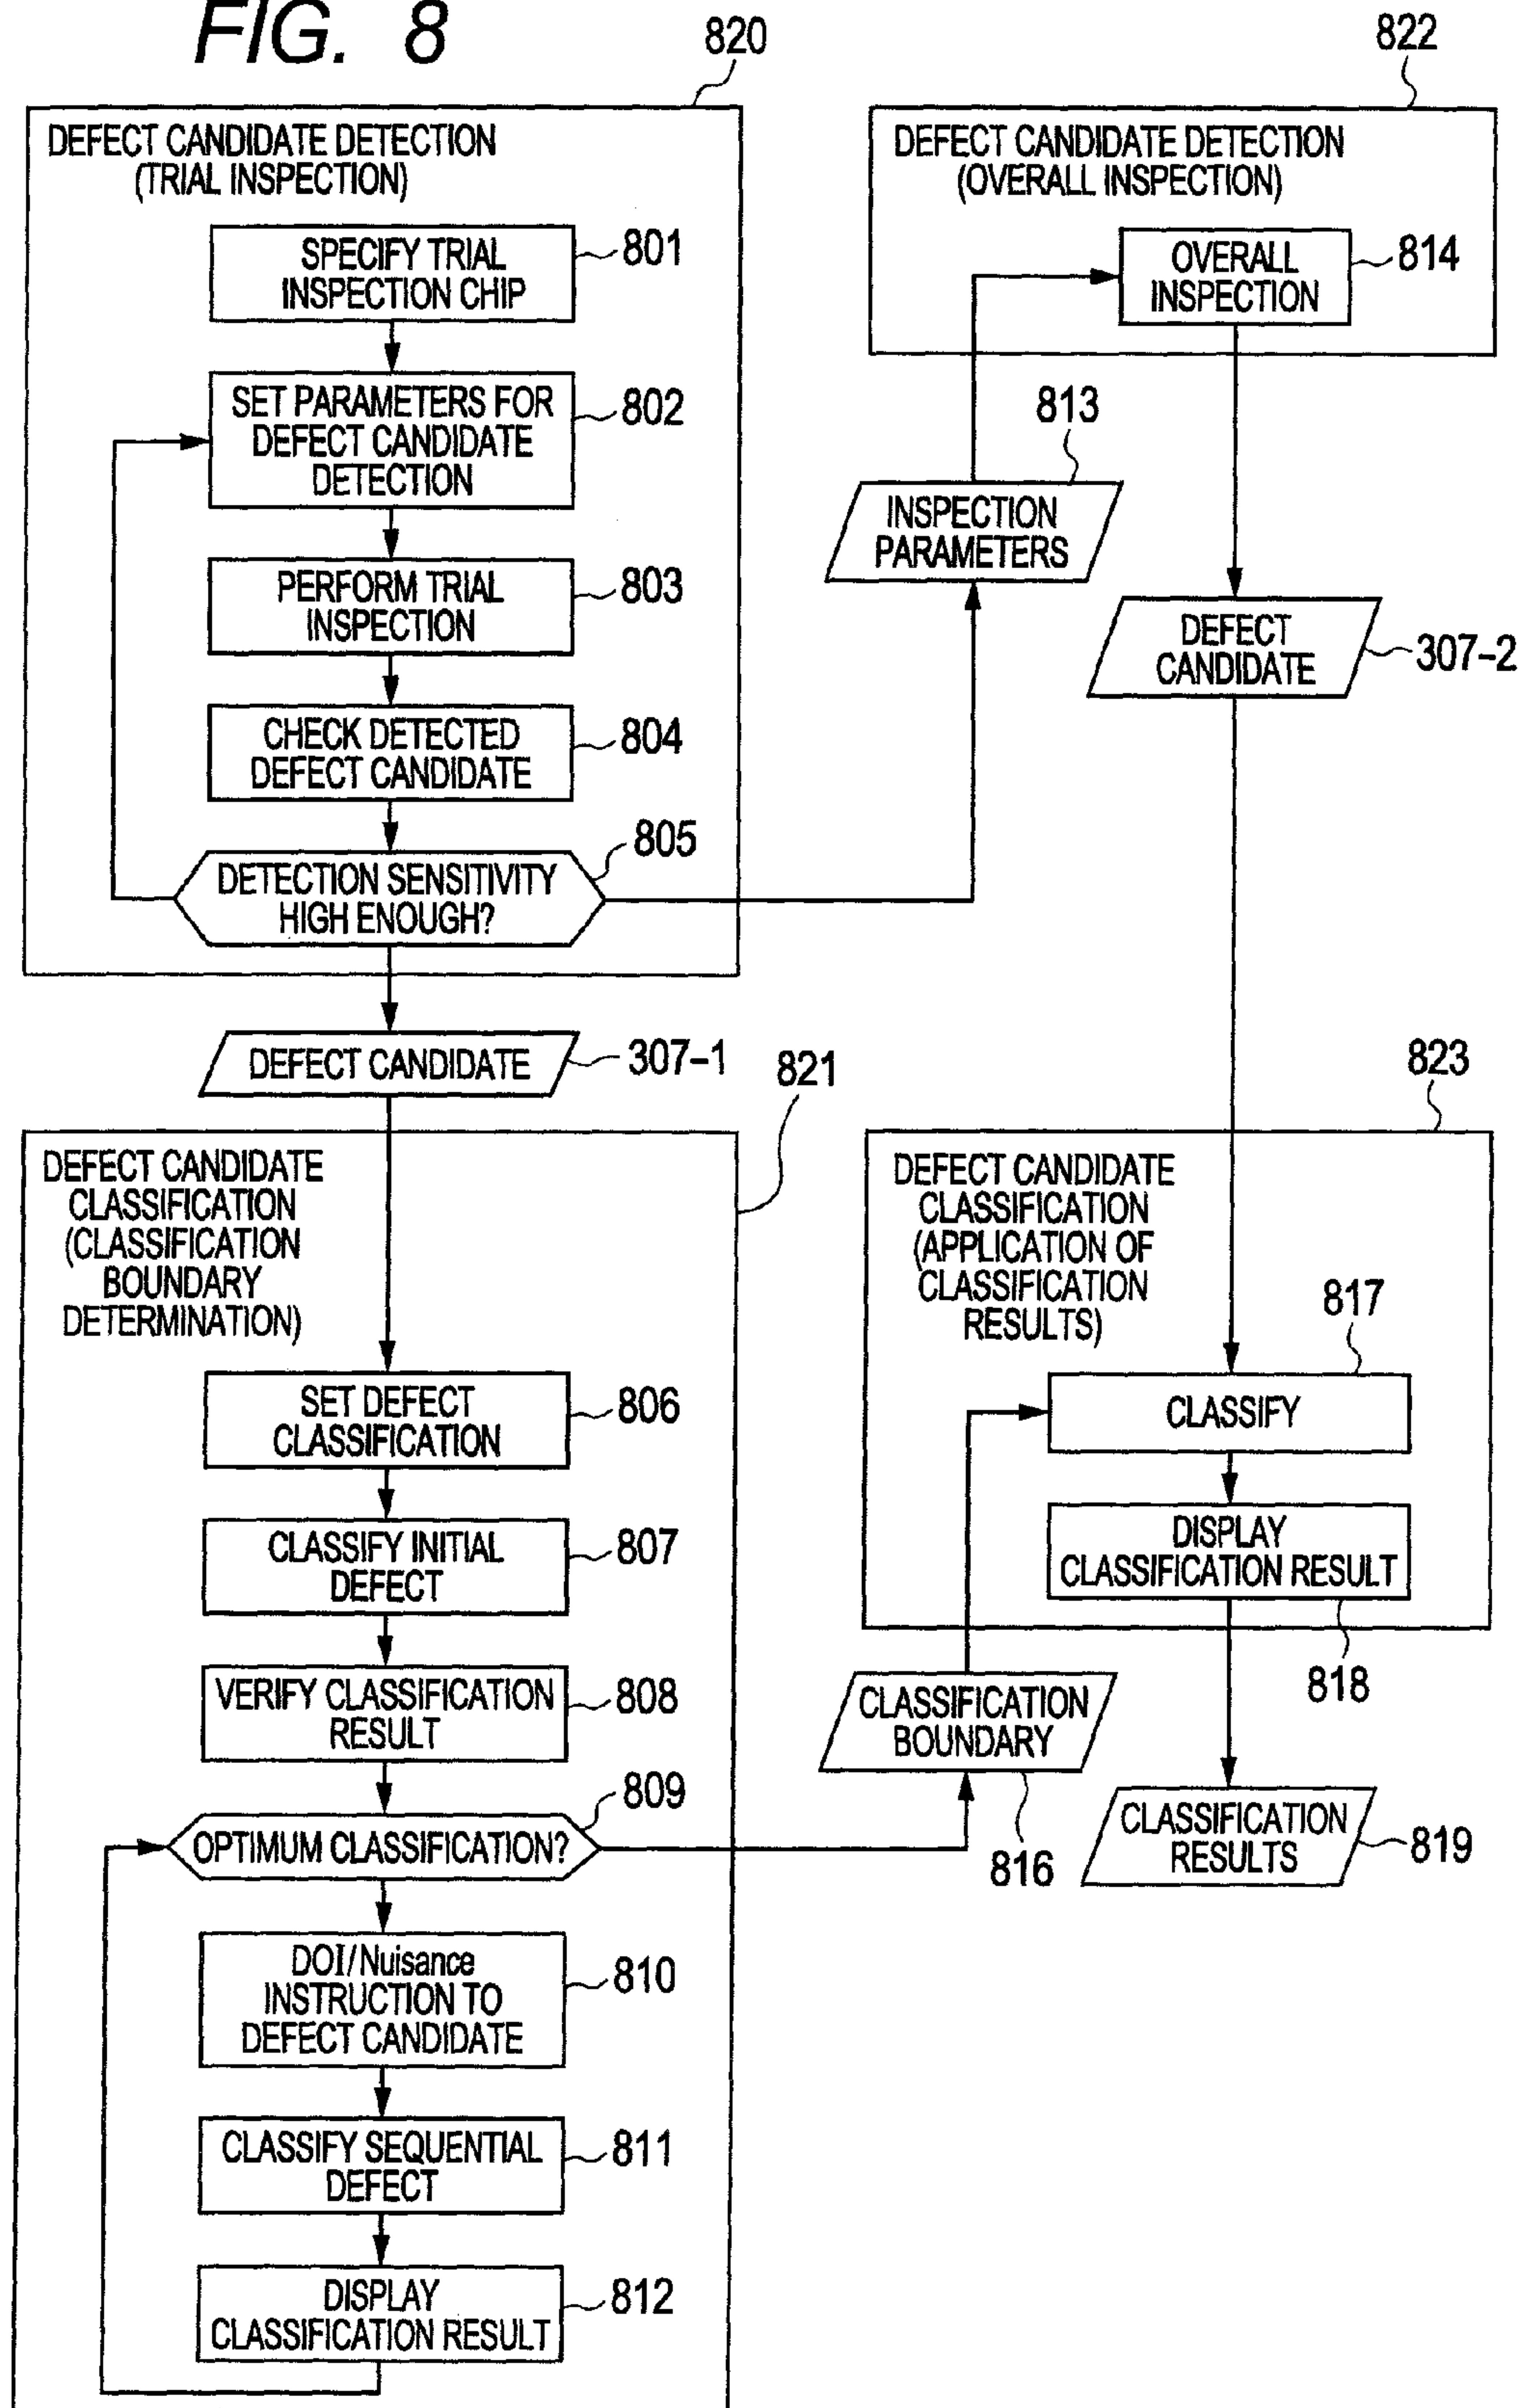 FIG. 8
820
DEFECT CANDIDATE DETECTION
(TRIAL INSPECTION)
SPECIFY TRIAL
INSPECTION CHIP
801
SET PARAMETERS FOR
DEFECT CANDIDATE
DETECTION
802
PERFORM TRIAL
INSPECTION
803
CHECK DETECTED
DEFECT CANDIDATE
804
805
DETECTION SENSITIVITY
HIGH ENOUGH?
DEFECT CANDIDATE
307-1
821
DEFECT CANDIDATE
CLASSIFICATION
(CLASSIFICATION
BOUNDARY
DETERMINATION)
SET DEFECT
CLASSIFICATION
806
CLASSIFY INITIAL
DEFECT
807
VERIFY CLASSIFICATION
RESULT
808
809
OPTIMUM CLASSIFICATION?
DOI/Nuisance
INSTRUCTION TO
DEFECT CANDIDATE
810
CLASSIFY SEQUENTIAL
DEFECT
811
DISPLAY
CLASSIFICATION RESULT
812
822
DEFECT CANDIDATE DETECTION
(OVERALL INSPECTION)
OVERALL
INSPECTION
814
813
INSPECTION
PARAMETERS
DEFECT
CANDIDATE
307-2
823
DEFECT CANDIDATE
CLASSIFICATION
(APPLICATION OF
CLASSIFICATION
RESULTS)
817
CLASSIFY
DISPLAY
CLASSIFICATION RESULT
818
CLASSIFICATION
BOUNDARY
816
CLASSIFICATION
RESULTS
819